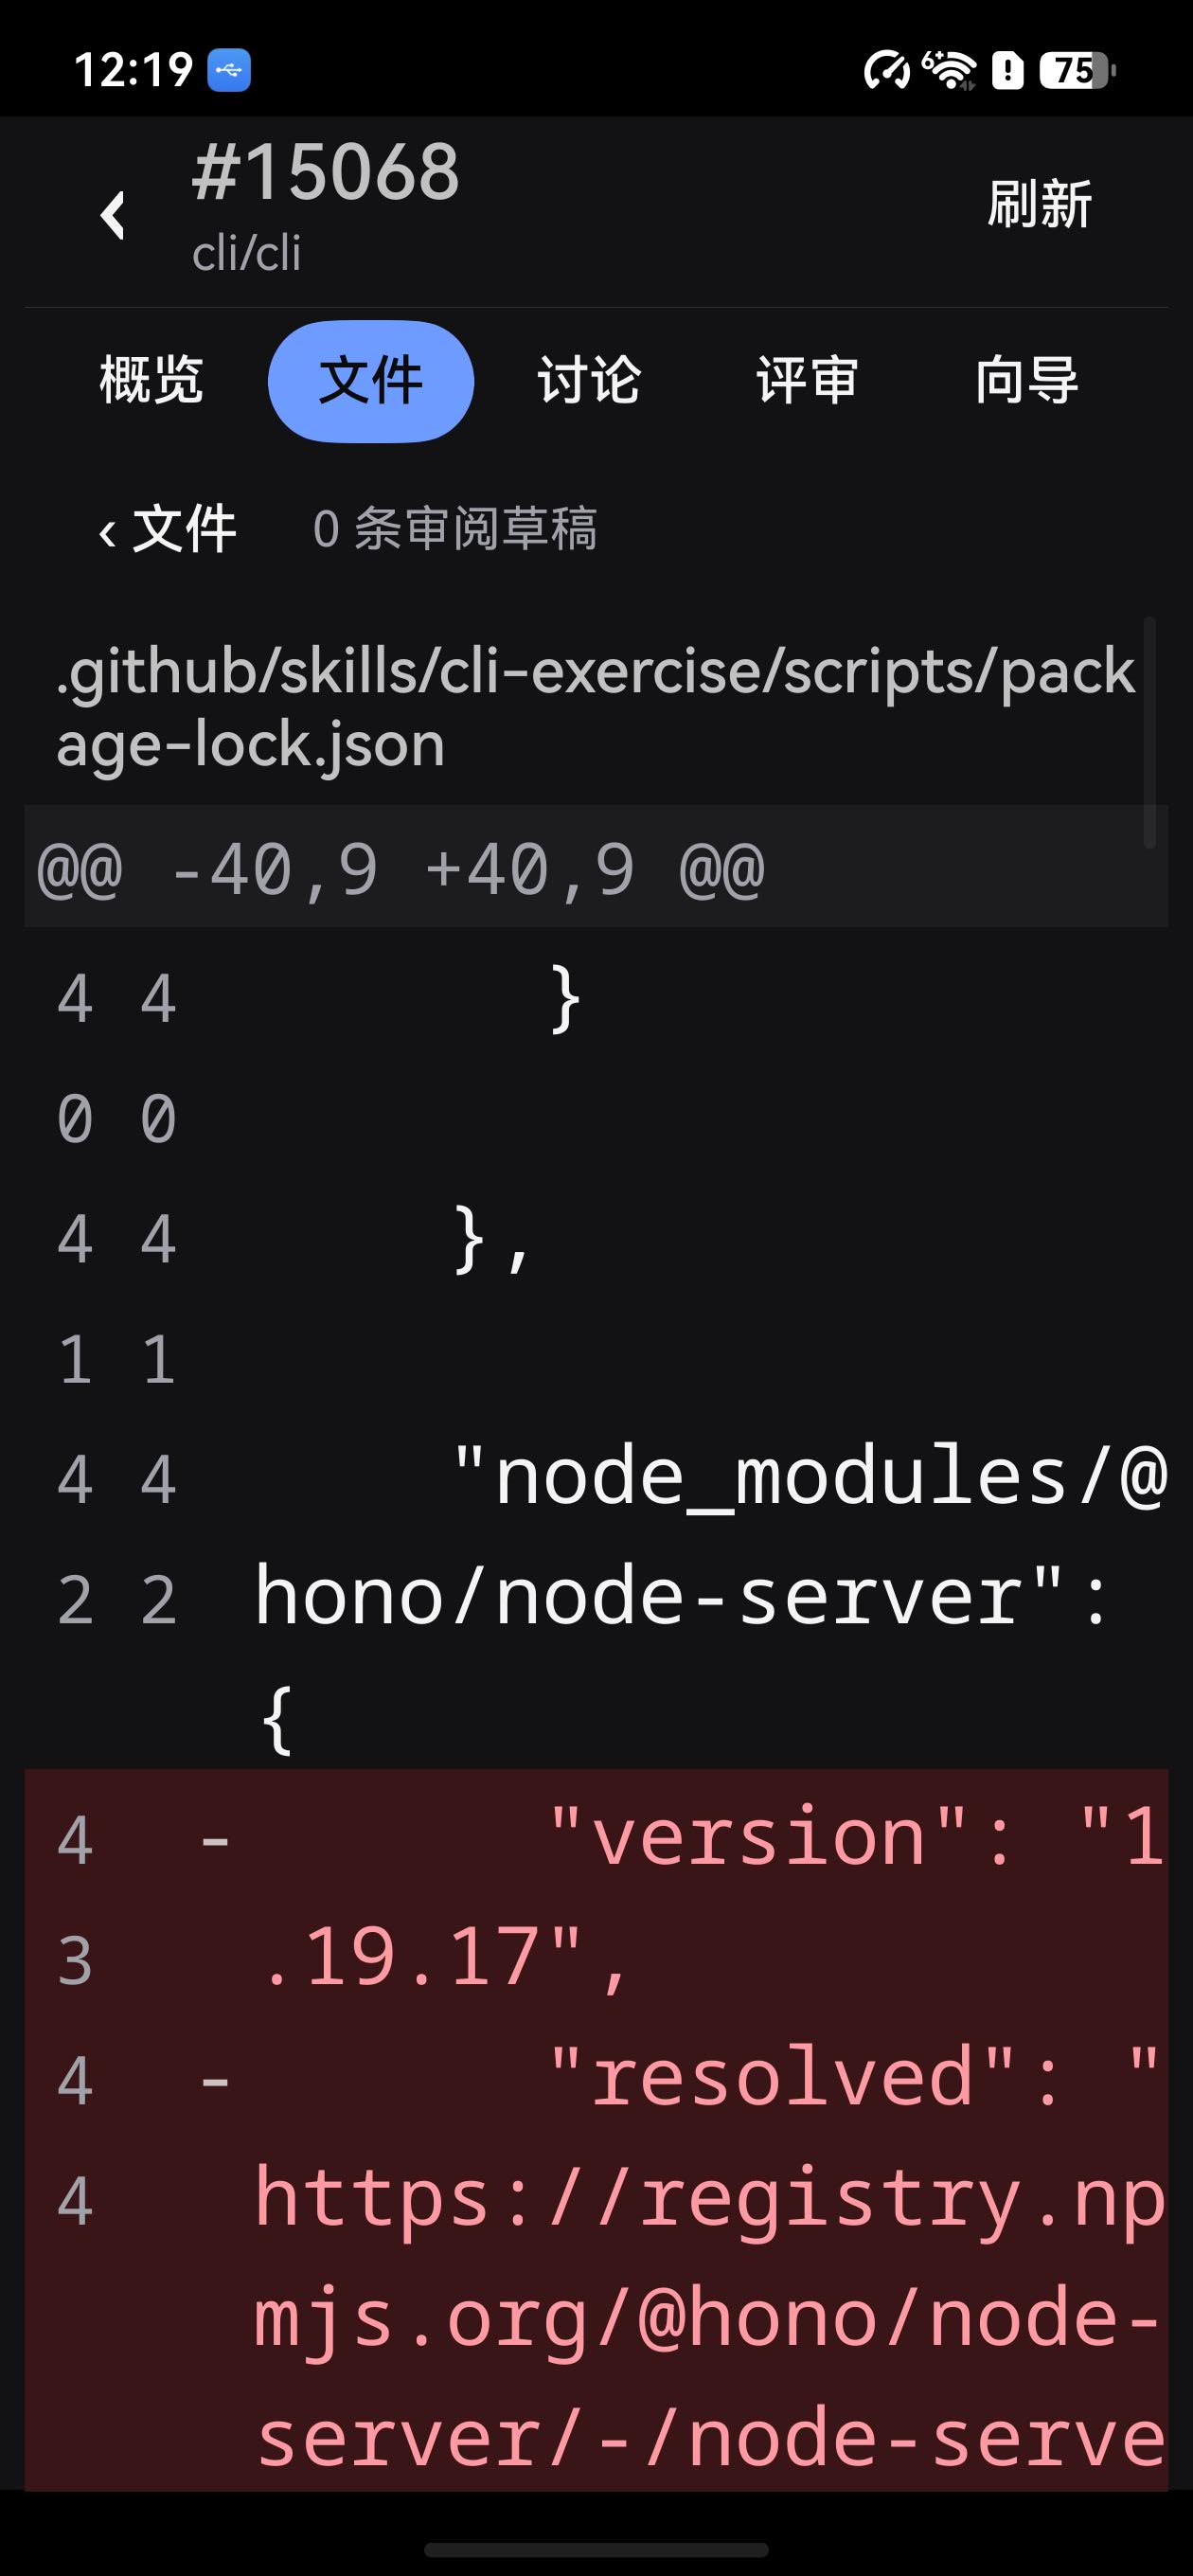 12:19
6+
75
#15068
cli/cli
刷新
概览 文件 讨论 评审 向导
‹ 文件 0 条审阅草稿
.github/skills/cli-exercise/scripts/pack
age-lock.json
@@ -40,9 +40,9 @@
4 4 }
0 0
4 4 },
1 1
4 4 "node_modules/@
2 2 hono/node-server":
{
4 - "version": "1
3 .19.17",
4 - "resolved": "
4 https://registry.np
mjs.org/@hono/node-
server/-/node-serve